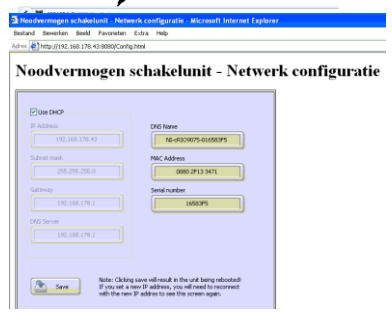 Noodvermogen schakelunit - Netwerk configuratie - Microsoft Internet Explorer
Bestand Bewerken Beeld Favorieten Extra Help
Adres http://192.168.178.43:8080/Config.html
Noodvermogen schakelunit - Netwerk configuratie
Use DHCP
IP Address
192.168.178.43
Subnet mask
255.255.255.0
Gateway
192.168.178.1
DNS Server
192.168.178.1
DNS Name
NI-cRIO9075-016583F5
MAC Address
0080:2F13:3471
Serial number
16583F5
Save
Note: Clicking save will result in the unit being rebooted!
If you set a new IP address, you will need to reconnect
with the new IP addres to see this screen again.